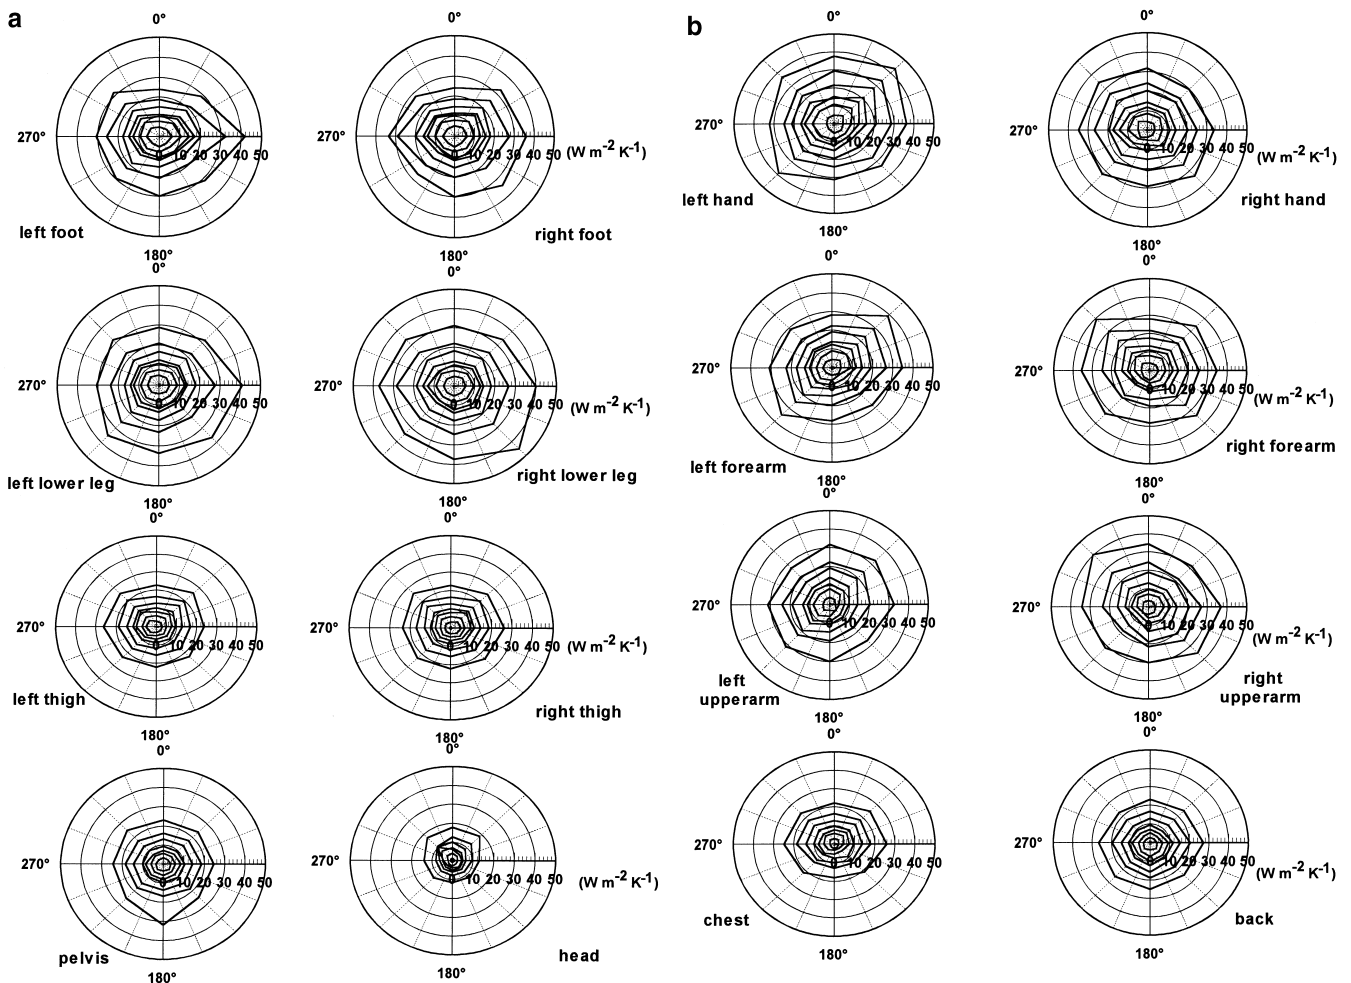 a
b
0°
0°
0°
0°
270°
0 10 20 30 40 50
270°
0 10 20 30 40 50
(W m⁻² K⁻¹)
270°
0 10 20 30 40 50
270°
0 10 20 30 40 50
(W m⁻² K⁻¹)
left foot
right foot
left hand
right hand
180°
180°
180°
180°
0°
0°
0°
0°
270°
0 10 20 30 40 50
270°
0 10 20 30 40 50
(W m⁻² K⁻¹)
270°
0 10 20 30 40 50
270°
0 10 20 30 40 50
(W m⁻² K⁻¹)
left lower leg
right lower leg
left forearm
right forearm
180°
180°
180°
180°
0°
0°
0°
0°
270°
0 10 20 30 40 50
270°
0 10 20 30 40 50
(W m⁻² K⁻¹)
270°
0 10 20 30 40 50
270°
0 10 20 30 40 50
(W m⁻² K⁻¹)
left thigh
right thigh
left
upperarm
right
upperarm
180°
180°
180°
180°
0°
0°
0°
0°
270°
0 10 20 30 40 50
270°
0 10 20 30 40 50
(W m⁻² K⁻¹)
270°
0 10 20 30 40 50
270°
0 10 20 30 40 50
(W m⁻² K⁻¹)
pelvis
head
chest
back
180°
180°
180°
180°